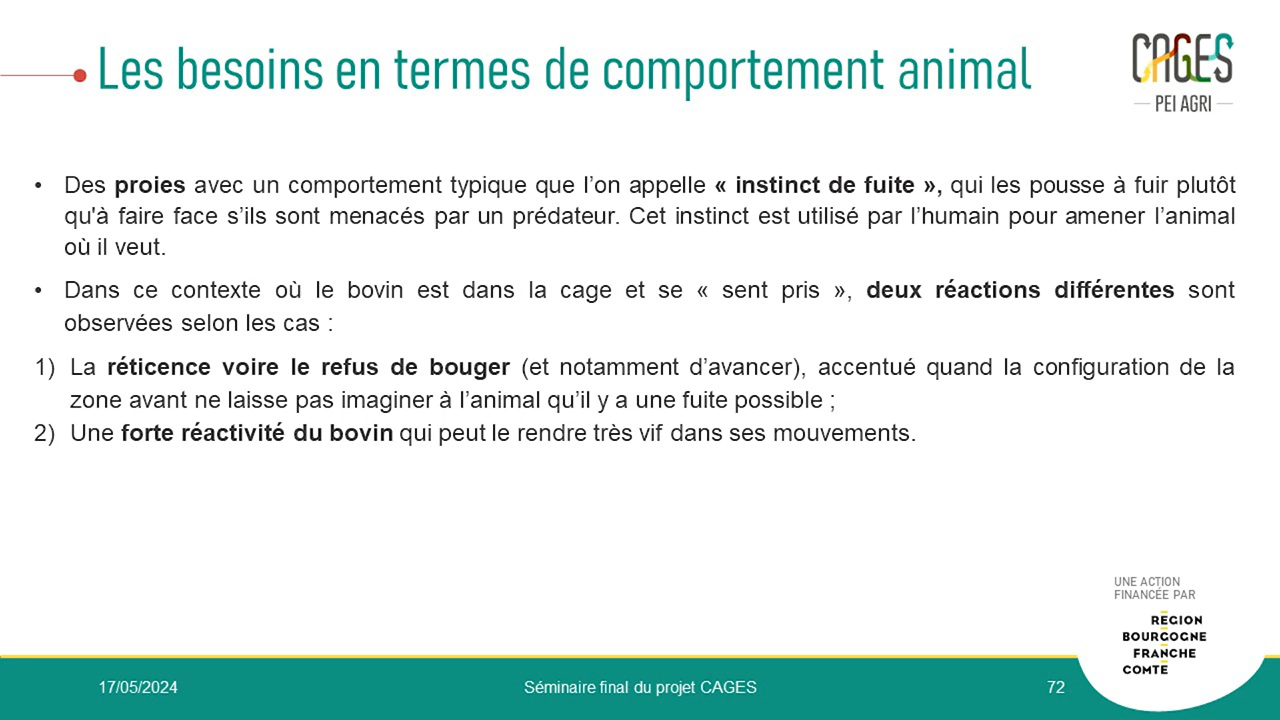 Les besoins en termes de comportement animal
CAGES
PEI AGRI
• Des proies avec un comportement typique que l’on appelle « instinct de fuite », qui les pousse à fuir plutôt
qu'à faire face s’ils sont menacés par un prédateur. Cet instinct est utilisé par l’humain pour amener l’animal
où il veut.
• Dans ce contexte où le bovin est dans la cage et se « sent pris », deux réactions différentes sont
observées selon les cas :
1) La réticence voire le refus de bouger (et notamment d’avancer), accentué quand la configuration de la
zone avant ne laisse pas imaginer à l’animal qu’il y a une fuite possible ;
2) Une forte réactivité du bovin qui peut le rendre très vif dans ses mouvements.
UNE ACTION
FINANCÉE PAR
RÉGION
BOURGOGNE
FRANCHE
COMTÉ
17/05/2024
Séminaire final du projet CAGES
72